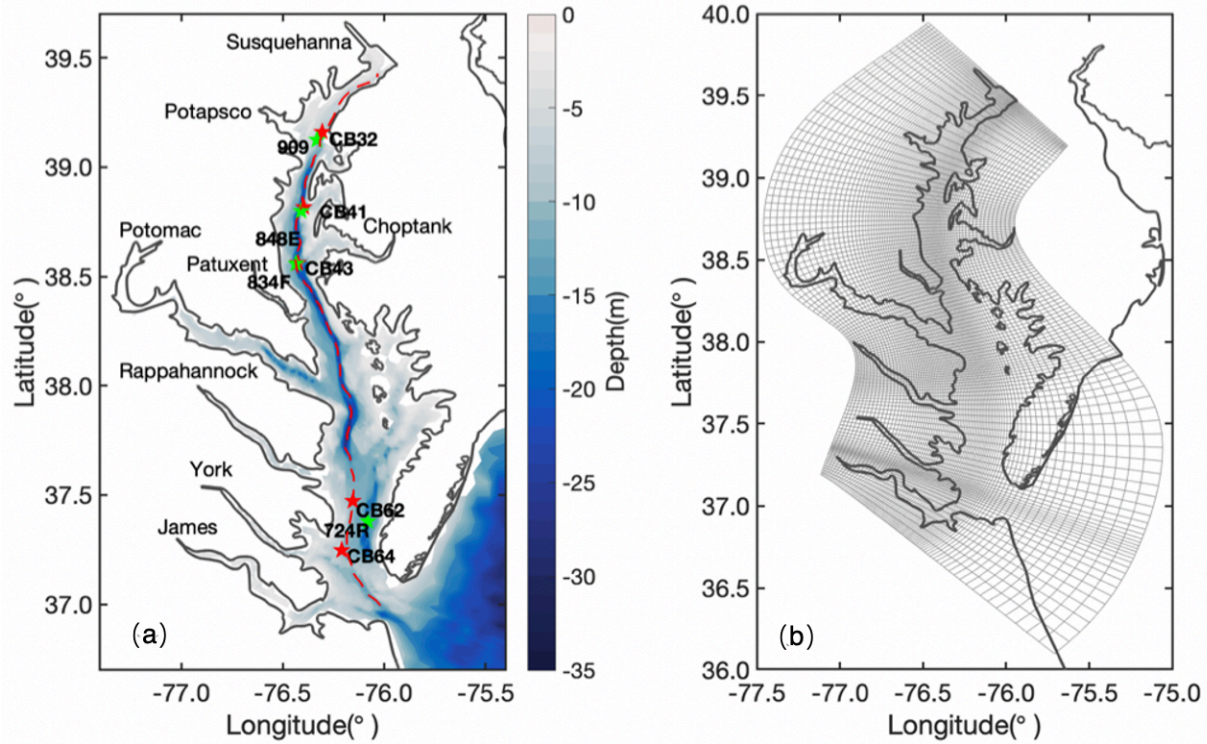 Susquehanna
Potapsco
909
CB32
CB41
Choptank
848E
Potomac
Patuxent
CB43
834F
Rappahannock
York
CB62
724R
James
CB64
(a)
39.5
39.0
38.5
38.0
37.5
37.0
Latitude(° )
-77.0
-76.5
-76.0
-75.5
Longitude(° )
0
-5
-10
-15
-20
-25
-30
-35
Depth(m)
40.0
39.5
39.0
38.5
38.0
37.5
37.0
36.5
36.0
Latitude(° )
(b)
-77.5
-77.0
-76.5
-76.0
-75.5
-75.0
Longitude(° )